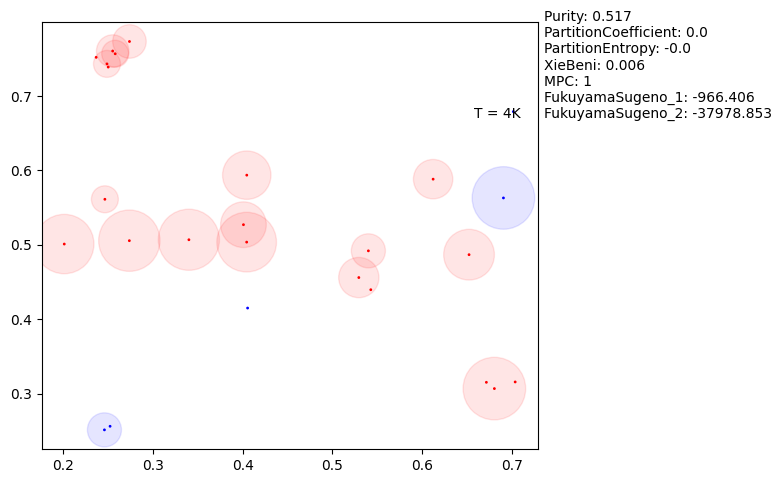 Purity: 0.517
PartitionCoefficient: 0.0
PartitionEntropy: -0.0
XieBeni: 0.006
MPC: 1
FukuyamaSugeno_1: -966.406
FukuyamaSugeno_2: -37978.853
T = 4K
0.7
0.6
0.5
0.4
0.3
0.2 0.3 0.4 0.5 0.6 0.7